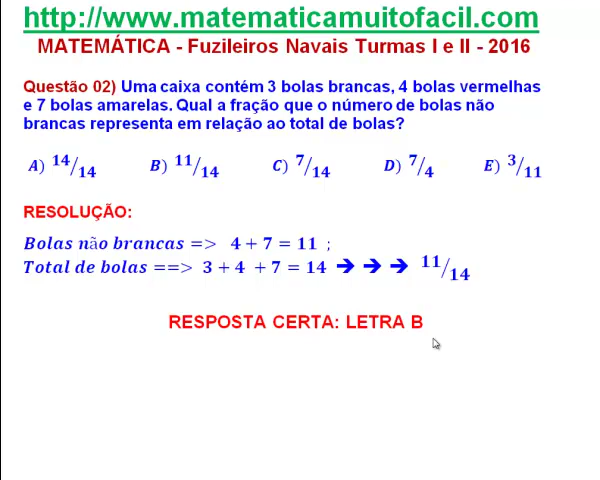 http://www.matematicamuitofacil.com
MATEMÁTICA - Fuzileiros Navais Turmas I e II - 2016
Questão 02) Uma caixa contém 3 bolas brancas, 4 bolas vermelhas
e 7 bolas amarelas. Qual a fração que o número de bolas não
brancas representa em relação ao total de bolas?
A) 14/14 B) 11/14 C) 7/14 D) 7/4 E) 3/11
RESOLUÇÃO:
Bolas não brancas => 4 + 7 = 11 ;
Total de bolas ==> 3 + 4 + 7 = 14 ➔ ➔ ➔ 11/14
RESPOSTA CERTA: LETRA B